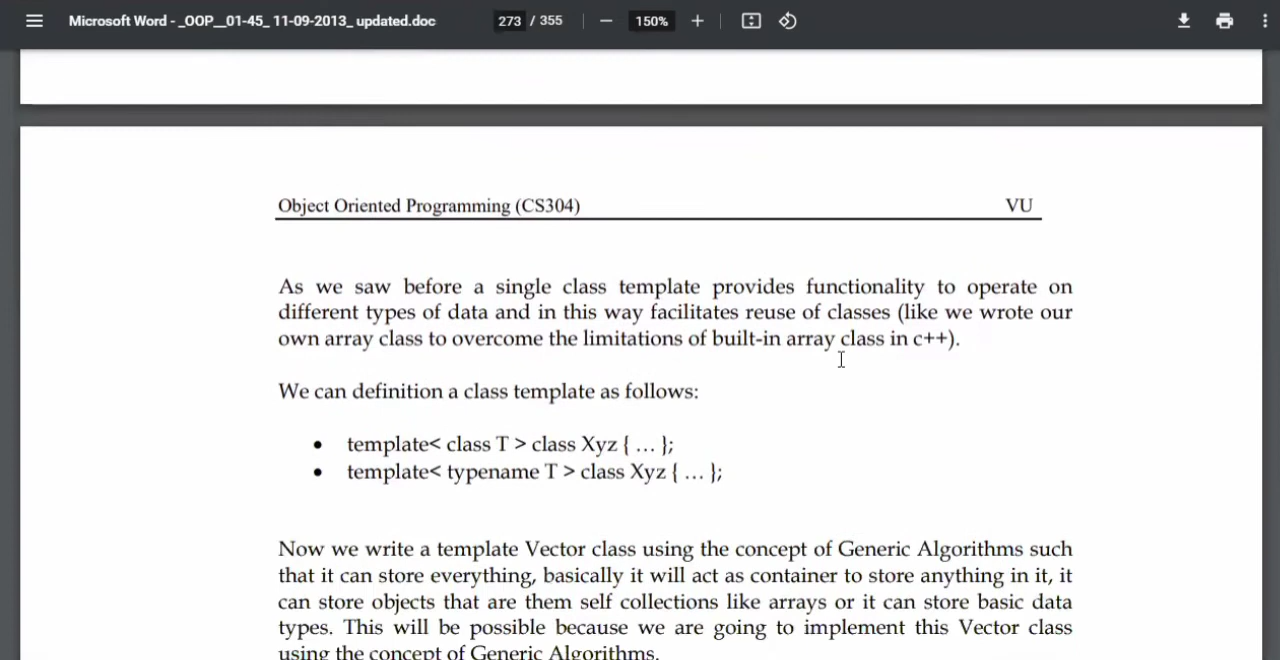 Microsoft Word - _OOP__01-45_ 11-09-2013_ updated.doc
273 / 355
150%
Object Oriented Programming (CS304) VU
As we saw before a single class template provides functionality to operate on
different types of data and in this way facilitates reuse of classes (like we wrote our
own array class to overcome the limitations of built-in array class in c++).
We can definition a class template as follows:
• template< class T > class Xyz { … };
• template< typename T > class Xyz { … };
Now we write a template Vector class using the concept of Generic Algorithms such
that it can store everything, basically it will act as container to store anything in it, it
can store objects that are them self collections like arrays or it can store basic data
types. This will be possible because we are going to implement this Vector class
using the concept of Generic Algorithms.